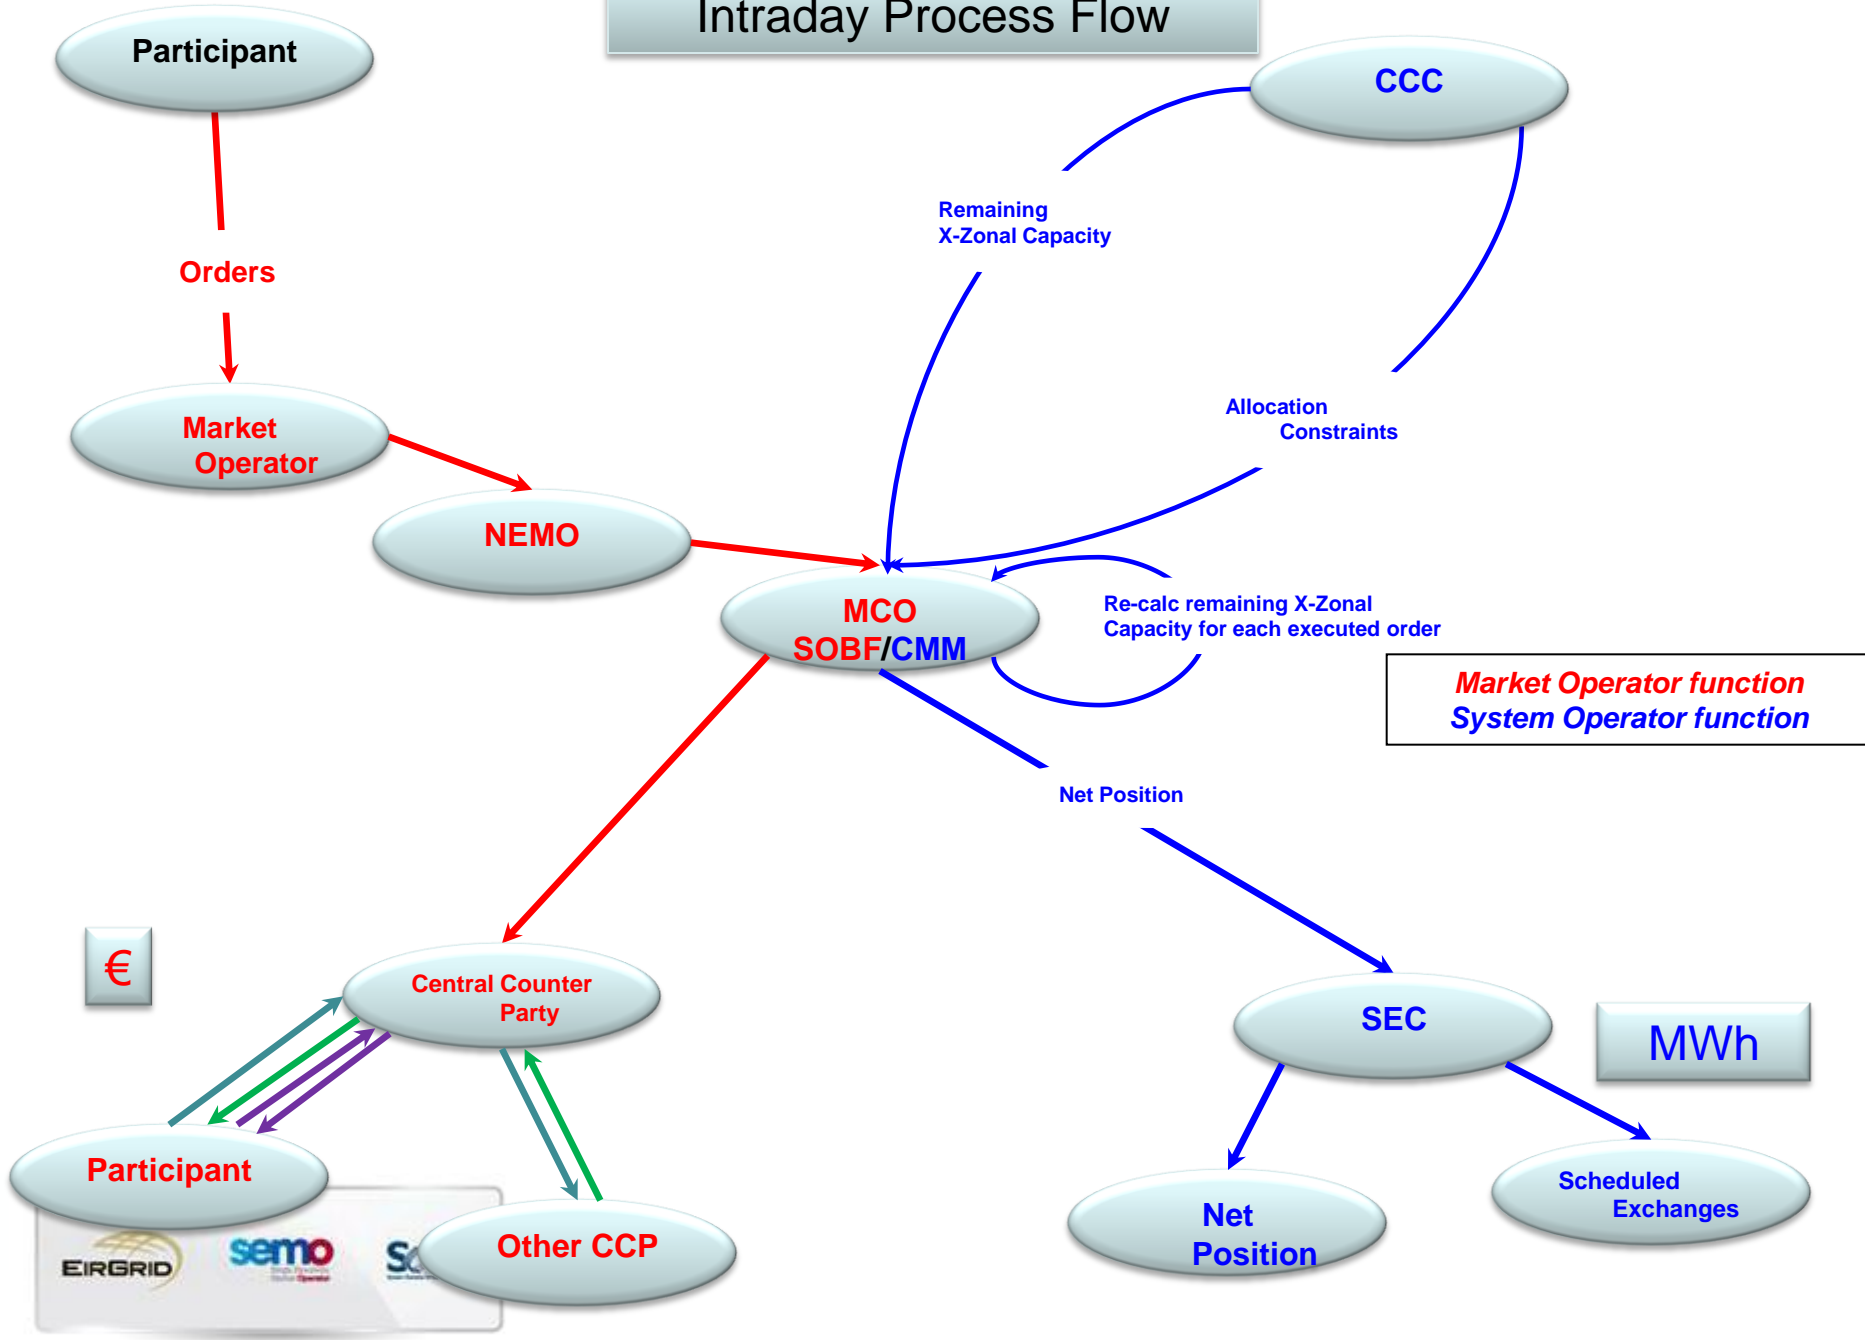 Intraday Process Flow
Participant
CCC
Remaining
X-Zonal Capacity
Orders
Allocation
Constraints
Market
Operator
NEMO
MCO
SOBF/CMM
Re-calc remaining X-Zonal
Capacity for each executed order
Market Operator function
System Operator function
Net Position
€
Central Counter
Party
SEC
MWh
Participant
Scheduled
Exchanges
Net
Position
Other CCP
EIRGRID
semo